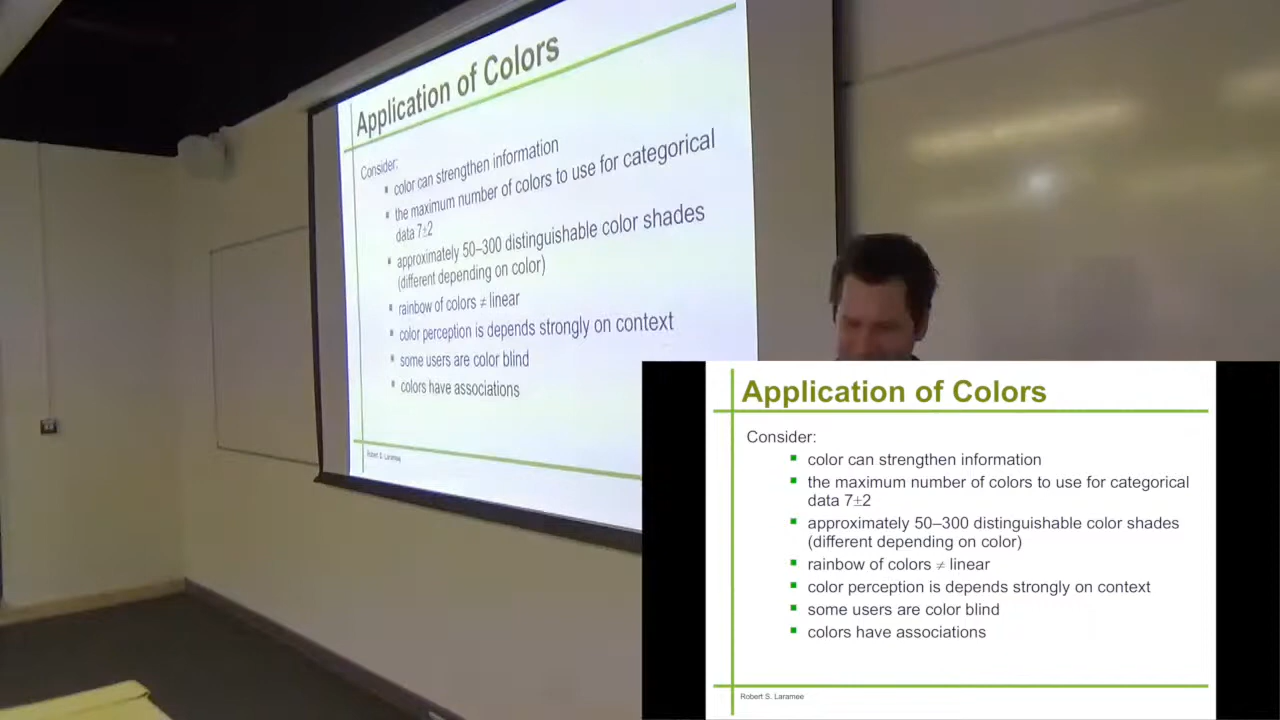 Application of Colors
Consider:
▪ color can strengthen information
▪ the maximum number of colors to use for categorical
data 7±2
▪ approximately 50–300 distinguishable color shades
(different depending on color)
▪ rainbow of colors ≠ linear
▪ color perception is depends strongly on context
▪ some users are color blind
▪ colors have associations
Robert S. Laramee
Application of Colors
Consider:
▪ color can strengthen information
▪ the maximum number of colors to use for categorical
data 7±2
▪ approximately 50–300 distinguishable color shades
(different depending on color)
▪ rainbow of colors ≠ linear
▪ color perception is depends strongly on context
▪ some users are color blind
▪ colors have associations
Robert S. Laramee